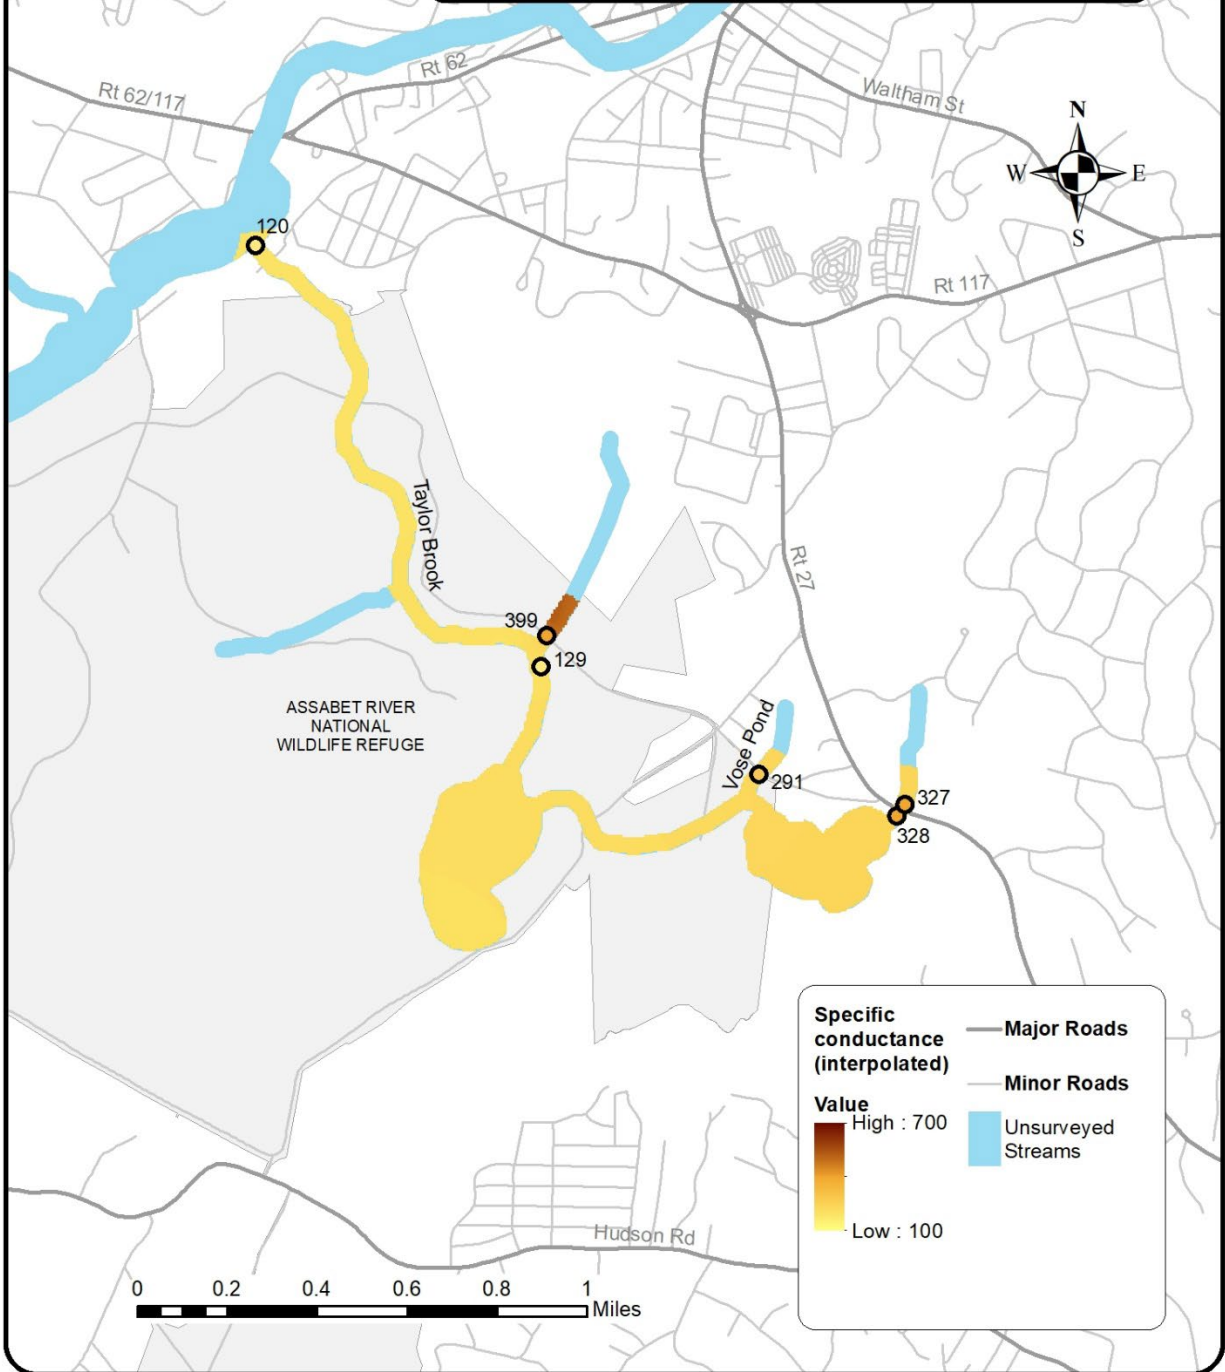 Rt 62
Rt 62/117
Waltham St
N
W
E
S
120
Rt 117
Taylor Brook
Rt 27
399
129
ASSABET RIVER
NATIONAL
WILDLIFE REFUGE
Vose Pond
291
327
328
Specific
conductance
(interpolated)
Value
High : 700
Low : 100
Major Roads
Minor Roads
Unsurveyed
Streams
Hudson Rd
0 0.2 0.4 0.6 0.8 1
Miles